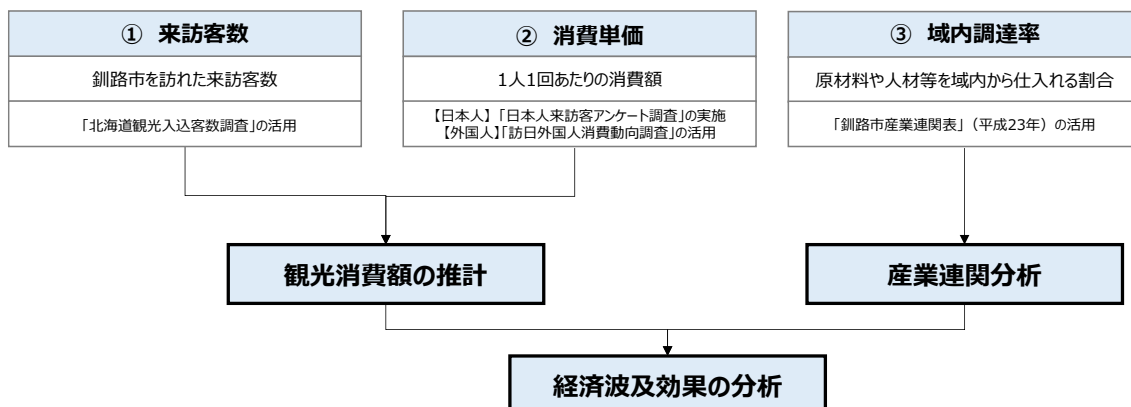 ① 来訪客数
釧路市を訪れた来訪客数
「北海道観光入込客数調査」の活用
② 消費単価
1人1回あたりの消費額
【日本人】「日本人来訪客アンケート調査」の実施
【外国人】「訪日外国人消費動向調査」の活用
③ 域内調達率
原材料や人材等を域内から仕入れる割合
「釧路市産業連関表」（平成23年）の活用
観光消費額の推計
産業連関分析
経済波及効果の分析